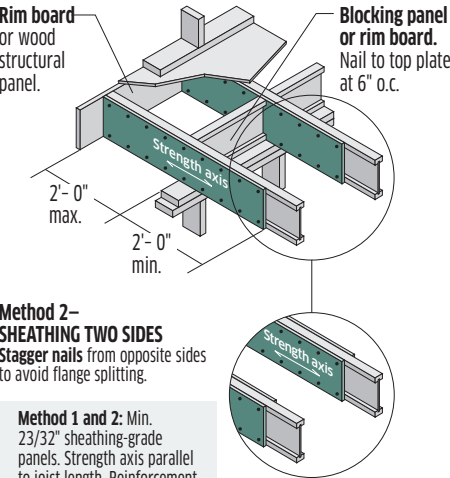 Rim board
or wood
structural
panel.
Blocking panel
or rim board.
Nail to top plate
at 6" o.c.
Strength axis
2'- 0"
max.
2'- 0"
min.
Method 2–
SHEATHING TWO SIDES
Stagger nails from opposite sides
to avoid flange splitting.
Strength axis
Method 1 and 2: Min.
23/32" sheathing-grade
panels. Strength axis parallel
to joist length. Reinforcement